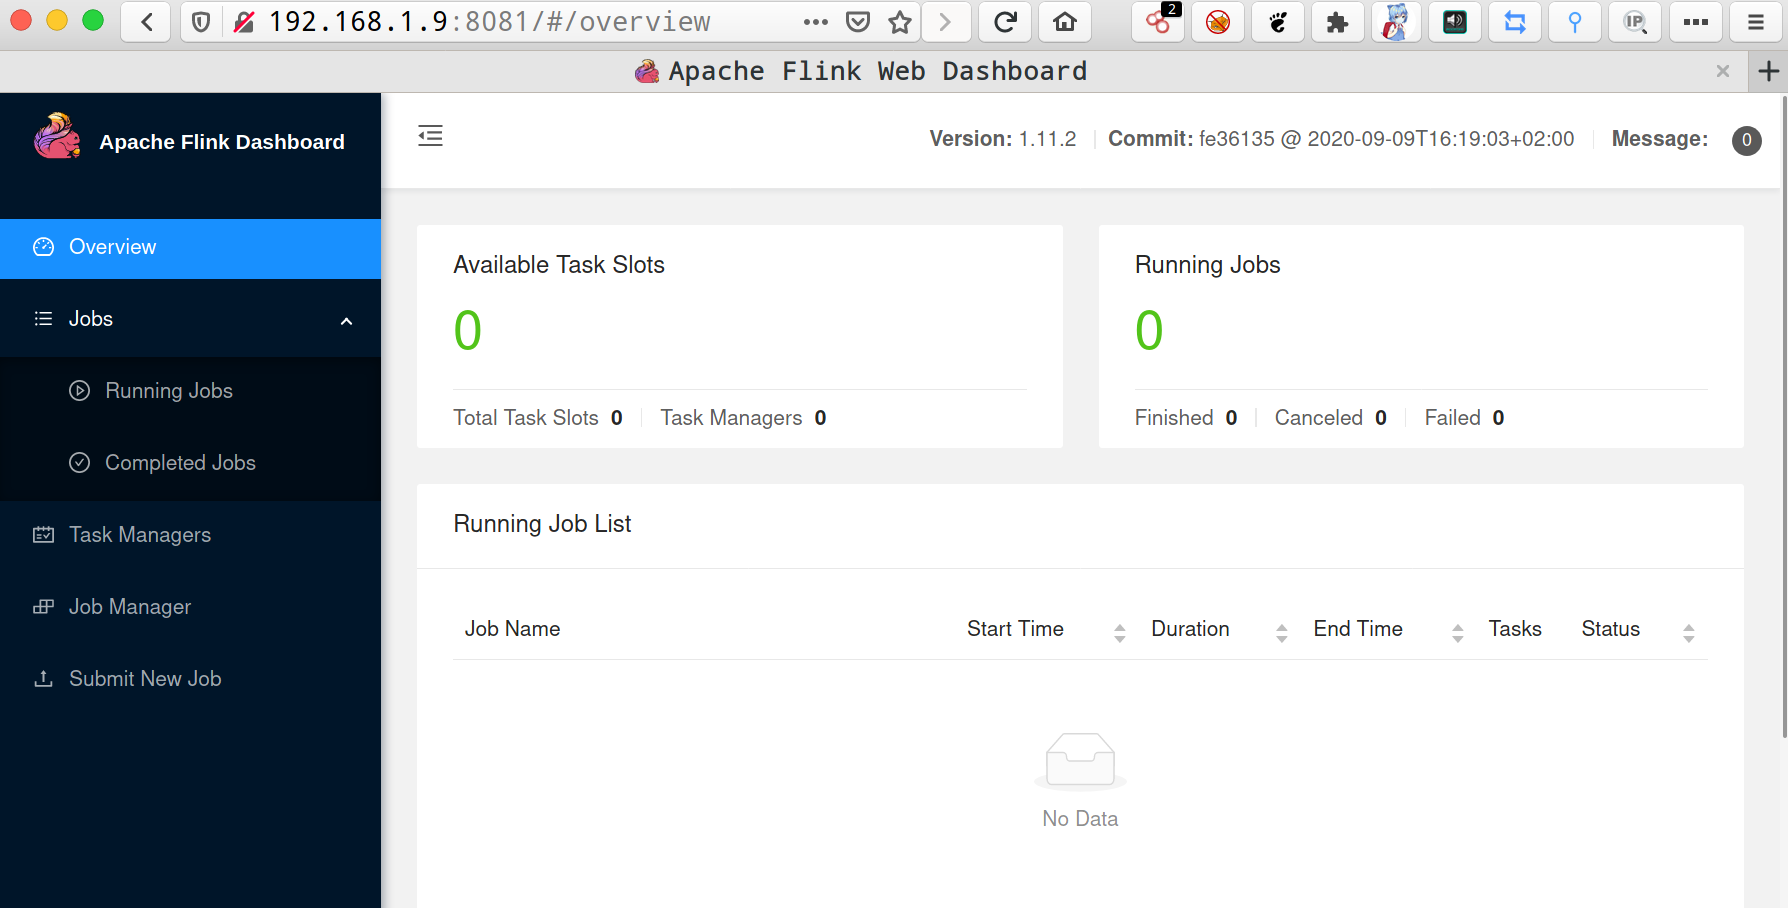 192.168.1.9:8081/#/overview
2
IP
Apache Flink Web Dashboard
Apache Flink Dashboard
Version: 1.11.2
Commit: fe36135 @ 2020-09-09T16:19:03+02:00
Message: 0
Overview
Jobs
Running Jobs
Completed Jobs
Task Managers
Job Manager
Submit New Job
Available Task Slots
0
Total Task Slots 0
Task Managers 0
Running Jobs
0
Finished 0
Canceled 0
Failed 0
Running Job List
Job Name Start Time Duration End Time Tasks Status
No Data